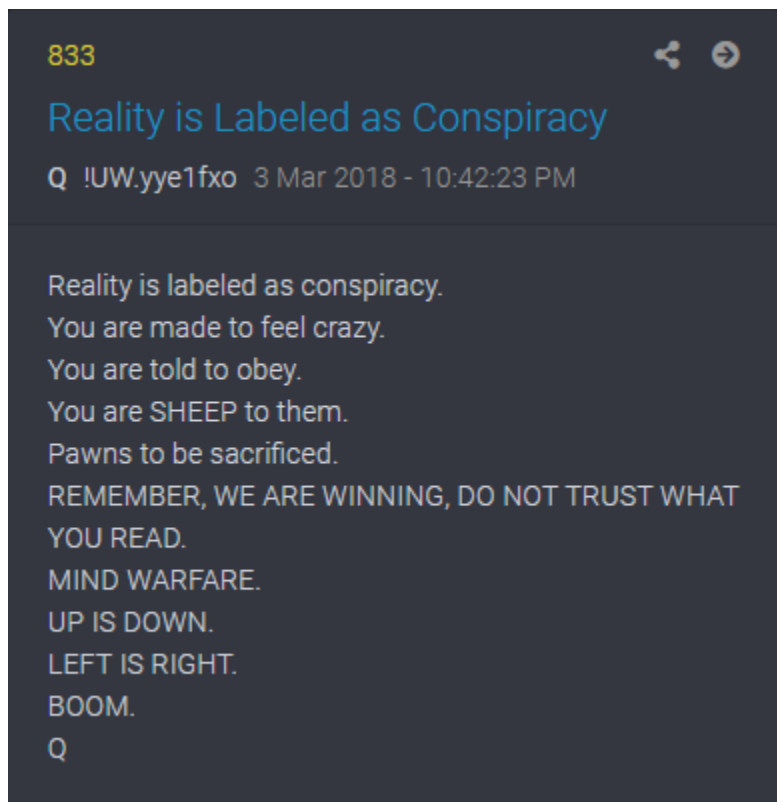 833
Reality is Labeled as Conspiracy
Q !UW.yye1fxo 3 Mar 2018 - 10:42:23 PM
Reality is labeled as conspiracy.
You are made to feel crazy.
You are told to obey.
You are SHEEP to them.
Pawns to be sacrificed.
REMEMBER, WE ARE WINNING, DO NOT TRUST WHAT
YOU READ.
MIND WARFARE.
UP IS DOWN.
LEFT IS RIGHT.
BOOM.
Q